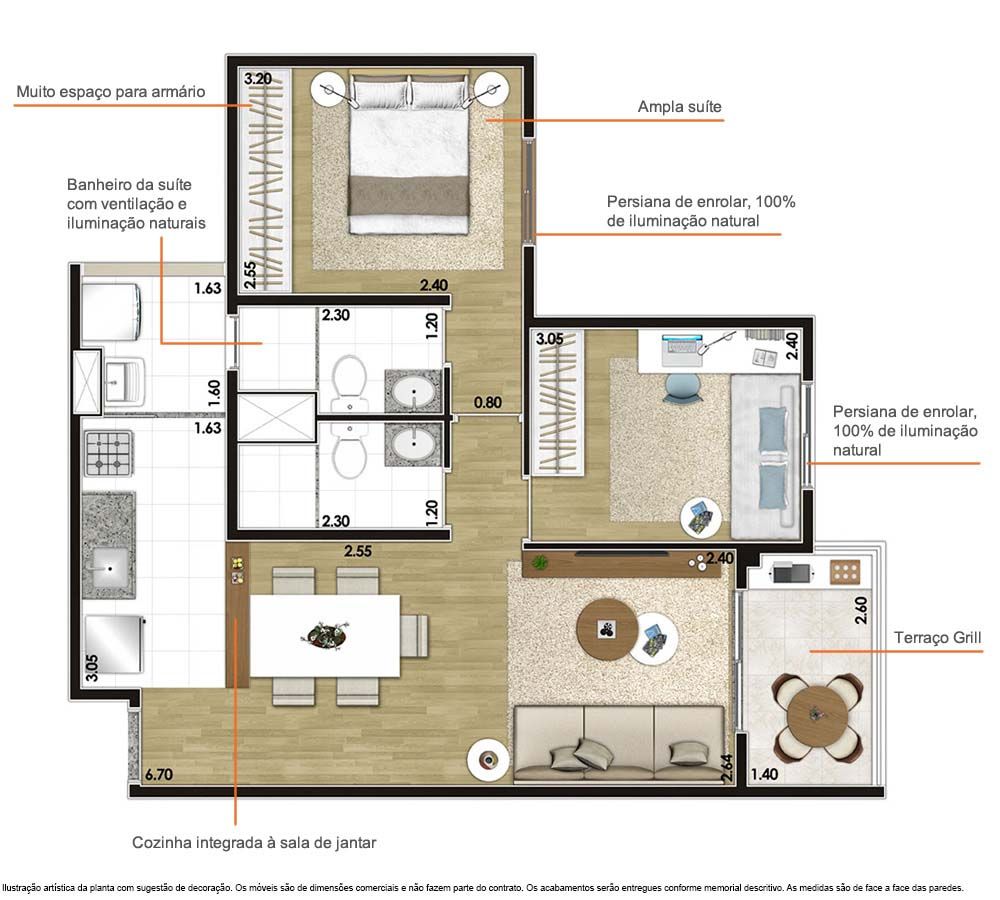 3.20
Muito espaço para armário
Ampla suíte
Banheiro da suíte
com ventilação e
iluminação naturais
Persiana de enrolar, 100%
de iluminação natural
2.55
2.40
1.63
2.30
1.20
3.05
2.40
1.60
0.80
1.63
Persiana de enrolar,
100% de iluminação
natural
2.30
1.20
2.55
2.40
2.60
Terraço Grill
3.05
6.70
2.64
1.40
Cozinha integrada à sala de jantar
Ilustração artística da planta com sugestão de decoração. Os móveis são de dimensões comerciais e não fazem parte do contrato. Os acabamentos serão entregues conforme memorial descritivo. As medidas são de face a face das paredes.